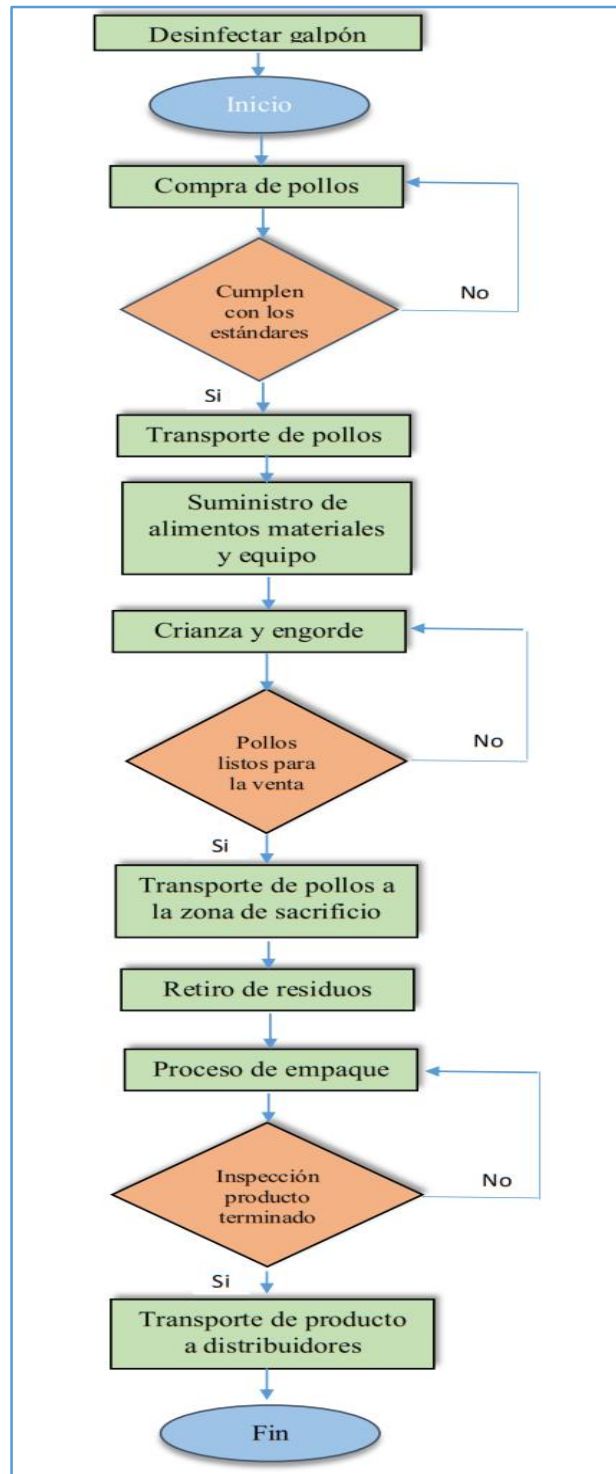 Desinfectar galpón
Inicio
Compra de pollos
Cumplen
con los
estándares
No
Si
Transporte de pollos
Suministro de
alimentos materiales
y equipo
Crianza y engorde
Pollos
listos para
la venta
No
Si
Transporte de pollos a
la zona de sacrificio
Retiro de residuos
Proceso de empaque
Inspección
producto
terminado
No
Si
Transporte de producto
a distribuidores
Fin